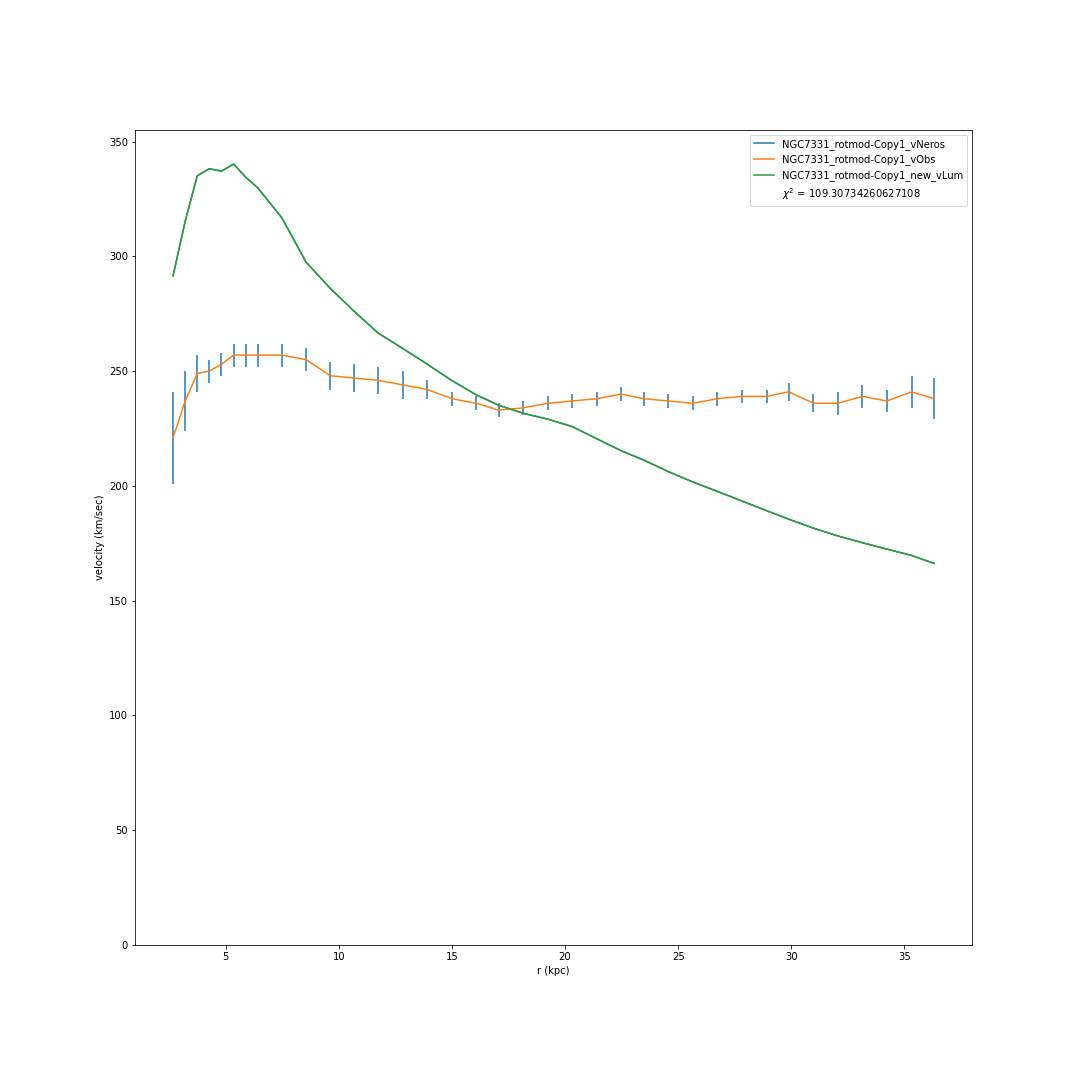 NGC7331_rotmod-Copy1_vNeros
NGC7331_rotmod-Copy1_vObs
NGC7331_rotmod-Copy1_new_vLum
χ² = 109.30734260627108
350
300
250
200
150
100
50
0
velocity (km/sec)
5 10 15 20 25 30 35
r (kpc)